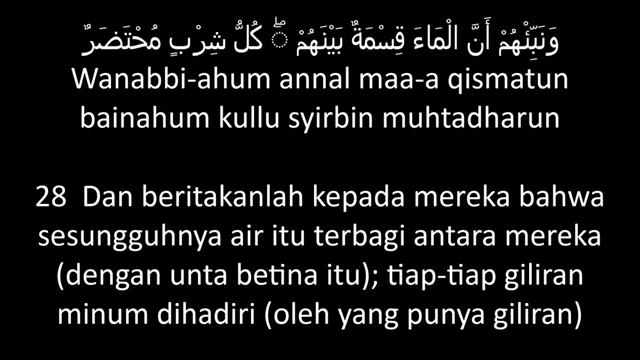 وَنَبِّئْهُمْ أَنَّ الْمَاءَ قِسْمَةٌ بَيْنَهُمْ ۖ كُلُّ شِرْبٍ مُحْتَضَرٌ
Wanabbi-ahum annal maa-a qismatun
bainahum kullu syirbin muhtadharun
28 Dan beritakanlah kepada mereka bahwa
sesungguhnya air itu terbagi antara mereka
(dengan unta betina itu); tiap-tiap giliran
minum dihadiri (oleh yang punya giliran)